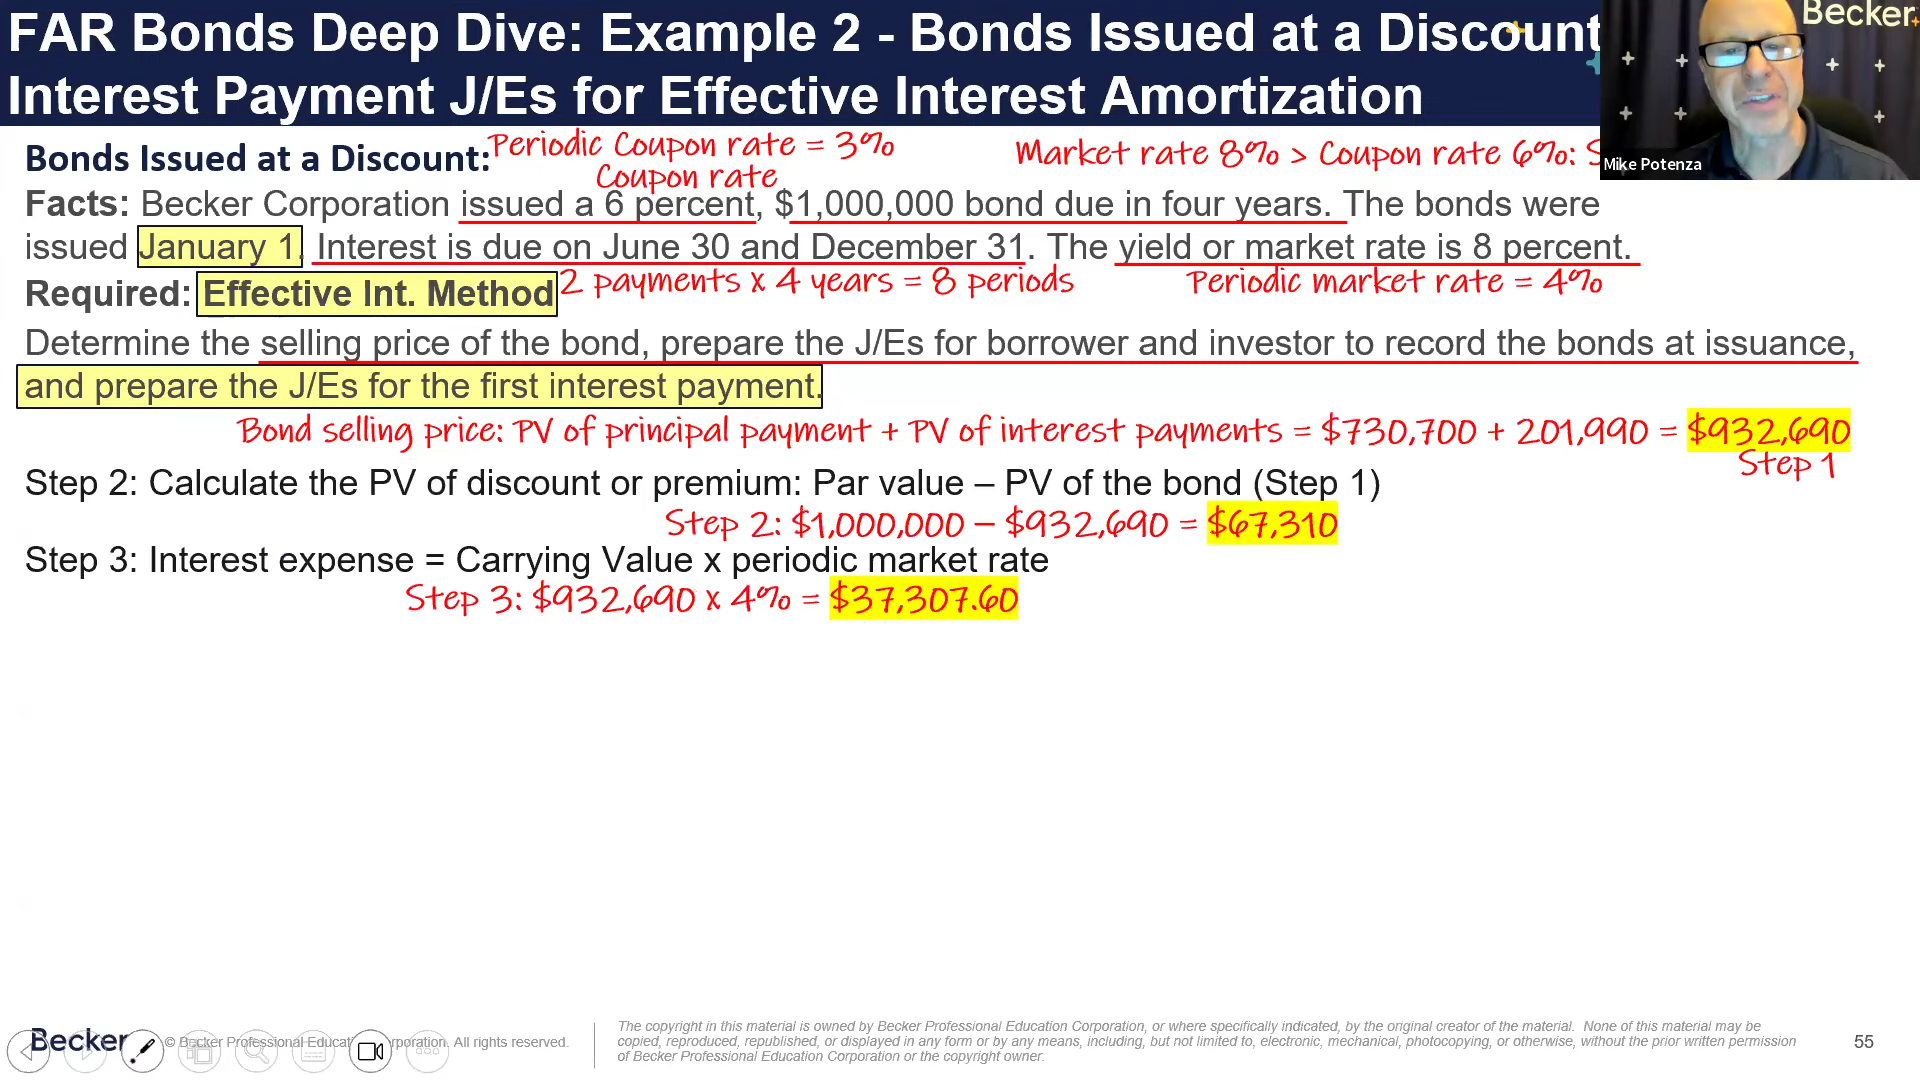 FAR Bonds Deep Dive: Example 2 - Bonds Issued at a Discount
Becker
Interest Payment J/Es for Effective Interest Amortization
Mike Potenza
Periodic Coupon rate = 3%
Market rate 8% > Coupon rate 6%:
Bonds Issued at a Discount:
Coupon rate
Facts: Becker Corporation issued a 6 percent, $1,000,000 bond due in four years. The bonds were
issued January 1. Interest is due on June 30 and December 31. The yield or market rate is 8 percent.
Required: Effective Int. Method
2 payments x 4 years = 8 periods
Periodic market rate = 4%
Determine the selling price of the bond, prepare the J/Es for borrower and investor to record the bonds at issuance,
and prepare the J/Es for the first interest payment.
Bond selling price: PV of principal payment + PV of interest payments = $730,700 + 201,990 = $932,690
Step 1
Step 2: Calculate the PV of discount or premium: Par value – PV of the bond (Step 1)
Step 2: $1,000,000 – $932,690 = $67,310
Step 3: Interest expense = Carrying Value x periodic market rate
Step 3: $932,690 x 4% = $37,307.60
Becker
© Becker Professional Education Corporation. All rights reserved.
The copyright in this material is owned by Becker Professional Education Corporation, or where specifically indicated, by the original creator of the material. None of this material may be
copied, reproduced, republished, or displayed in any form or by any means, including, but not limited to, electronic, mechanical, photocopying, or otherwise, without the prior written permission
of Becker Professional Education Corporation or the copyright owner.
55